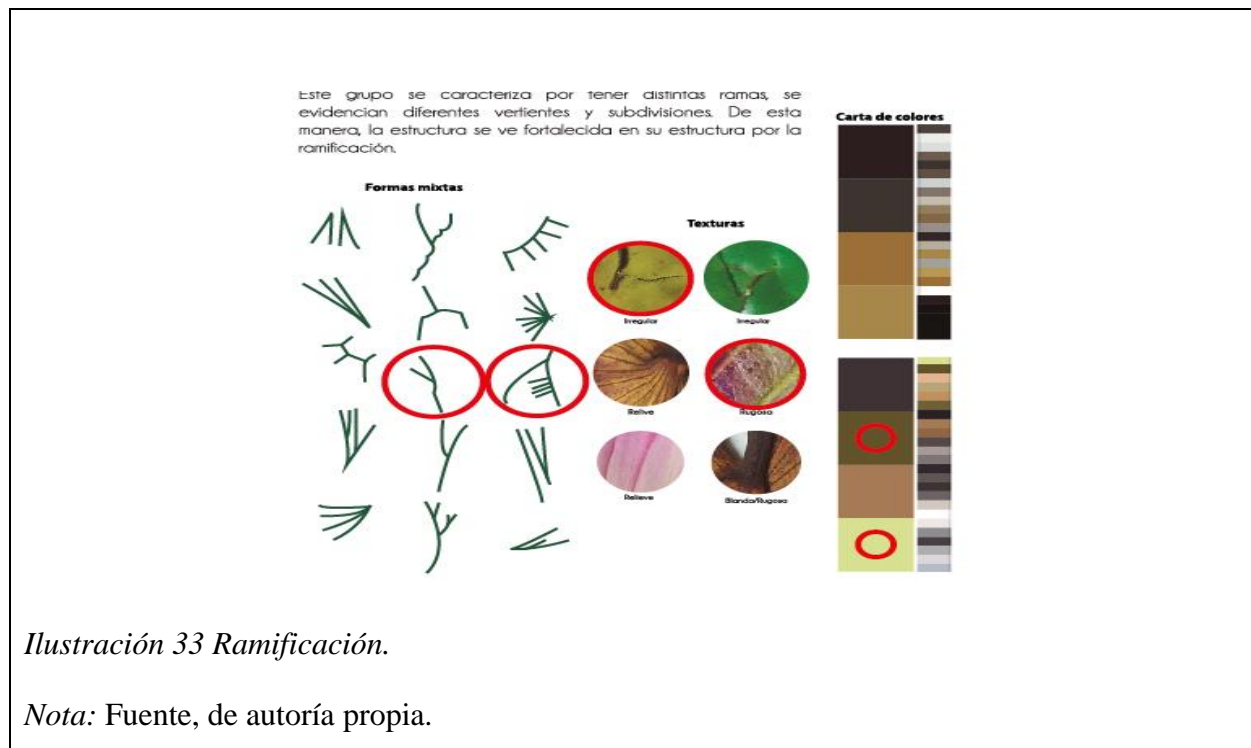 Este grupo se caracteriza por tener distintas ramas, se
evidencian diferentes vertientes y subdivisiones. De esta
manera, la estructura se ve fortalecida en su estructura por la
ramificación.
Carta de colores
Formas mixtas
Texturas
Irregular
Irregular
Relive
Rugoso
Relieve
Blando/Rugoso
Ilustración 33 Ramificación.
Nota: Fuente, de autoría propia.